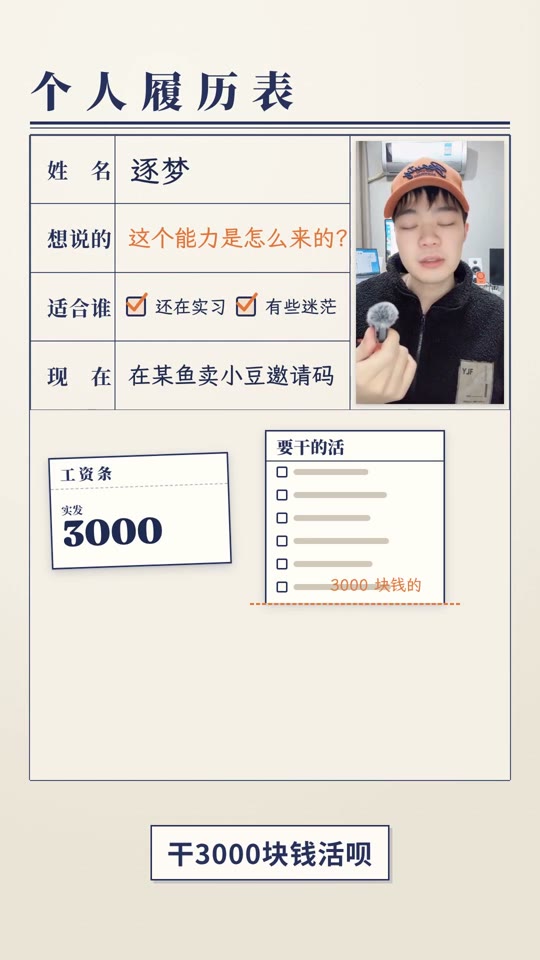 个人履历表
姓 名 逐梦
想说的 这个能力是怎么来的?
适合谁 还在实习 有些迷茫
现 在 在某鱼卖小豆邀请码
YJF
工资条
实发
3000
要干的活
3000 块钱的
干3000块钱活呗